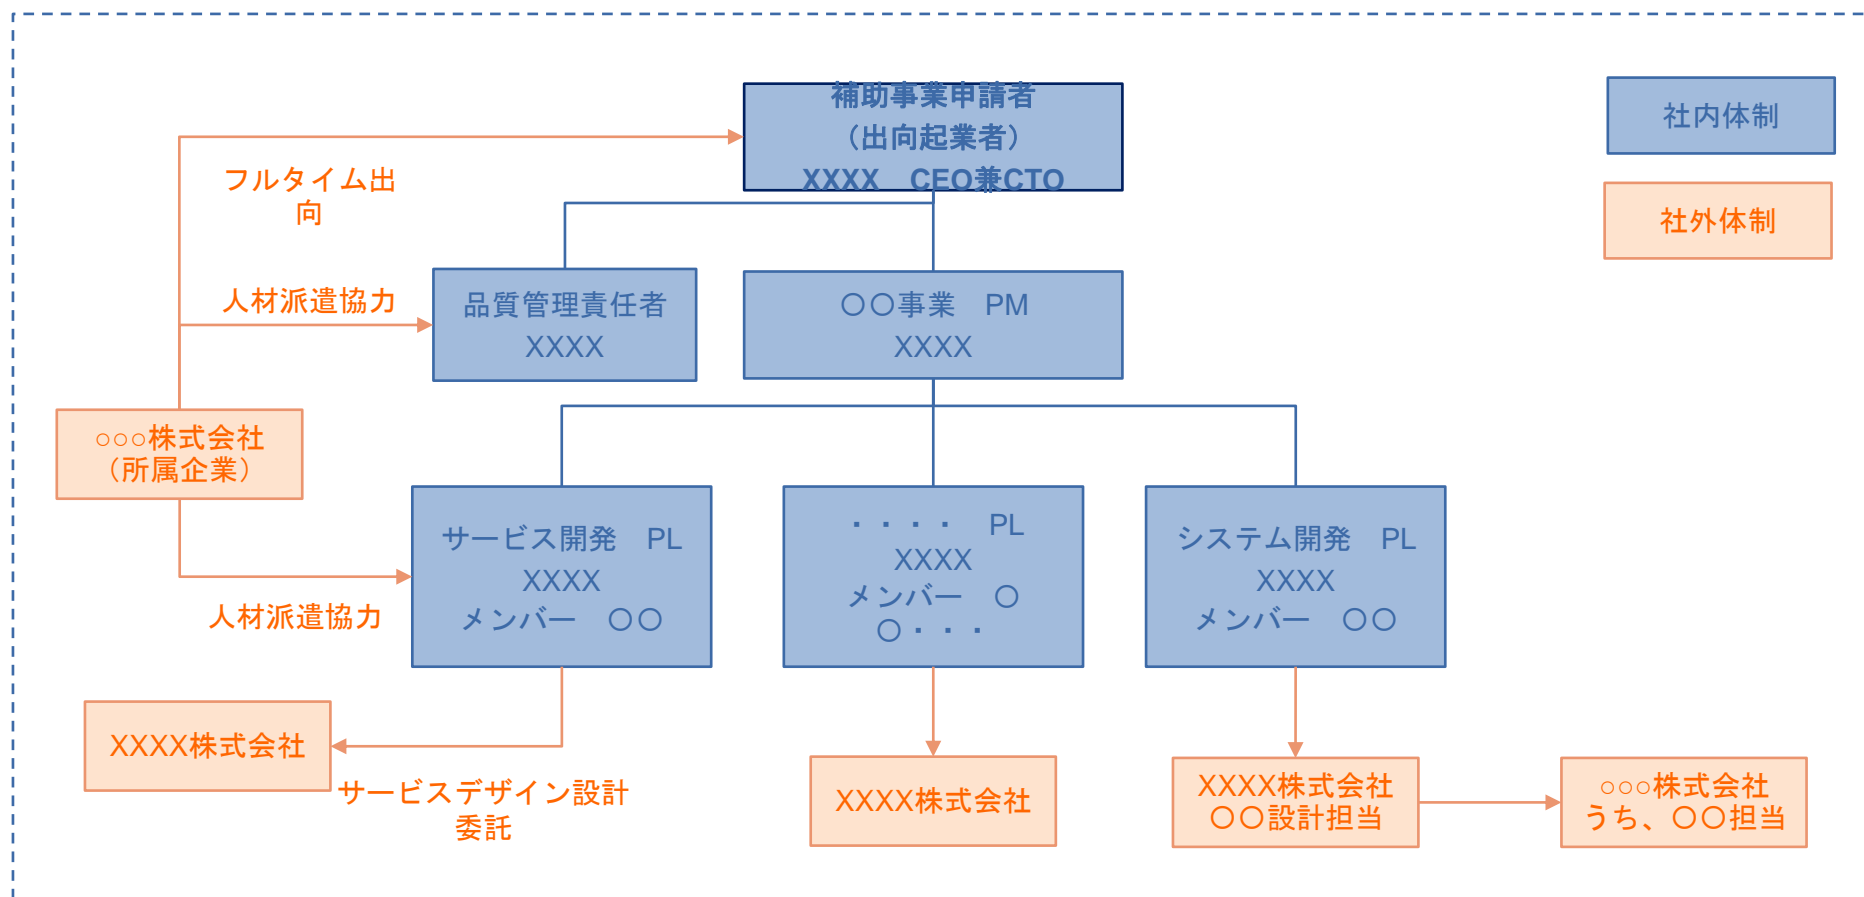 補助事業申請者
（出向起業者）
XXXX　CEO兼CTO
社内体制
社外体制
フルタイム出
向
人材派遣協力
品質管理責任者
XXXX
〇〇事業　PM
XXXX
○○○株式会社
（所属企業）
サービス開発　PL
XXXX
メンバー　〇〇
・・・・　PL
XXXX
メンバー　〇
〇・・・
システム開発　PL
XXXX
メンバー　〇〇
人材派遣協力
XXXX株式会社
サービスデザイン設計
委託
XXXX株式会社
XXXX株式会社
〇〇設計担当
○○○株式会社
うち、〇〇担当